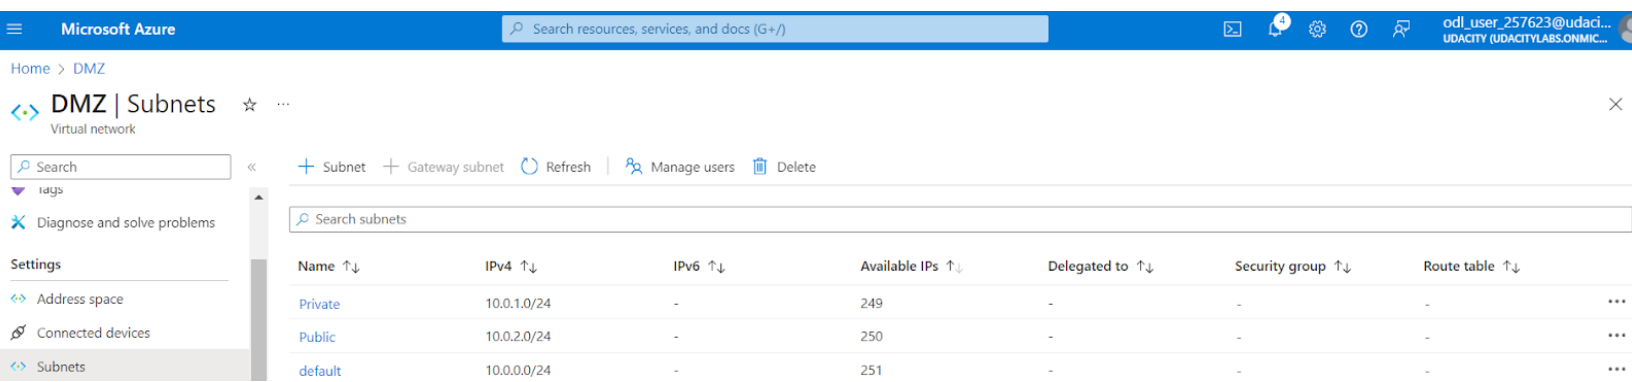 Microsoft Azure
Search resources, services, and docs (G+/)
4
odl_user_257623@udaci...
UDACITY (UDACITYLABS.ONMIC...
Home > DMZ
DMZ | Subnets ☆ ...
Virtual network
Search «
+ Subnet + Gateway subnet Refresh Manage users Delete
Tags
Diagnose and solve problems
Search subnets
Settings
Name ↑↓ IPv4 ↑↓ IPv6 ↑↓ Available IPs ↑↓ Delegated to ↑↓ Security group ↑↓ Route table ↑↓
Address space
Private 10.0.1.0/24 - 249 - - - ...
Connected devices
Public 10.0.2.0/24 - 250 - - - ...
Subnets
default 10.0.0.0/24 - 251 - - - ...